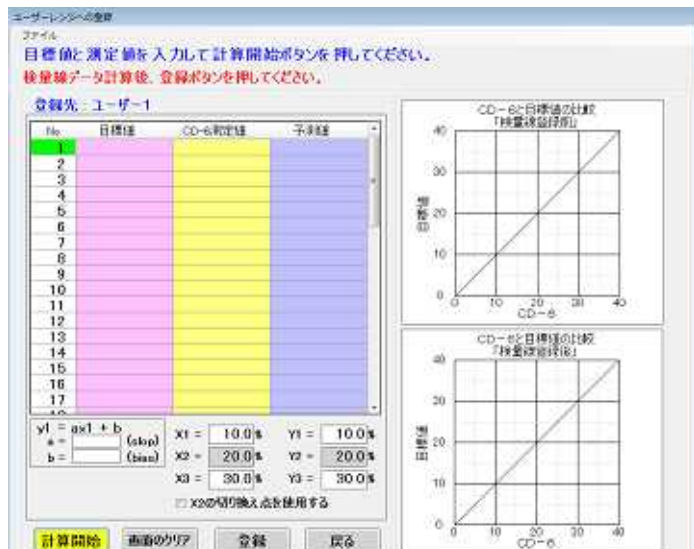 ユーザーレンジへの登録
ファイル
目標値と測定値を入力して計算開始ボタンを押してください。
検量線データ計算後、登録ボタンを押してください。
登録先：ユーザー1
No 目標値 CD-6測定値 予測値
1
2
3
4
5
6
7
8
9
10
11
12
13
14
15
16
17
y1 = ax1 + b
a = (slop)
b = (bias)
X1 = 10.0% Y1 = 10.0%
X2 = 20.0% Y2 = 20.0%
X3 = 30.0% Y3 = 30.0%
X2の切り換え点を使用する
計算開始 画面のクリア 登録 戻る
CD-6と目標値の比較
「検量線登録前」
目標値
40
30
20
10
0
0 10 20 30 40
CD-6
CD-6と目標値の比較
「検量線登録後」
目標値
40
30
20
10
0
0 10 20 30 40
CD-6